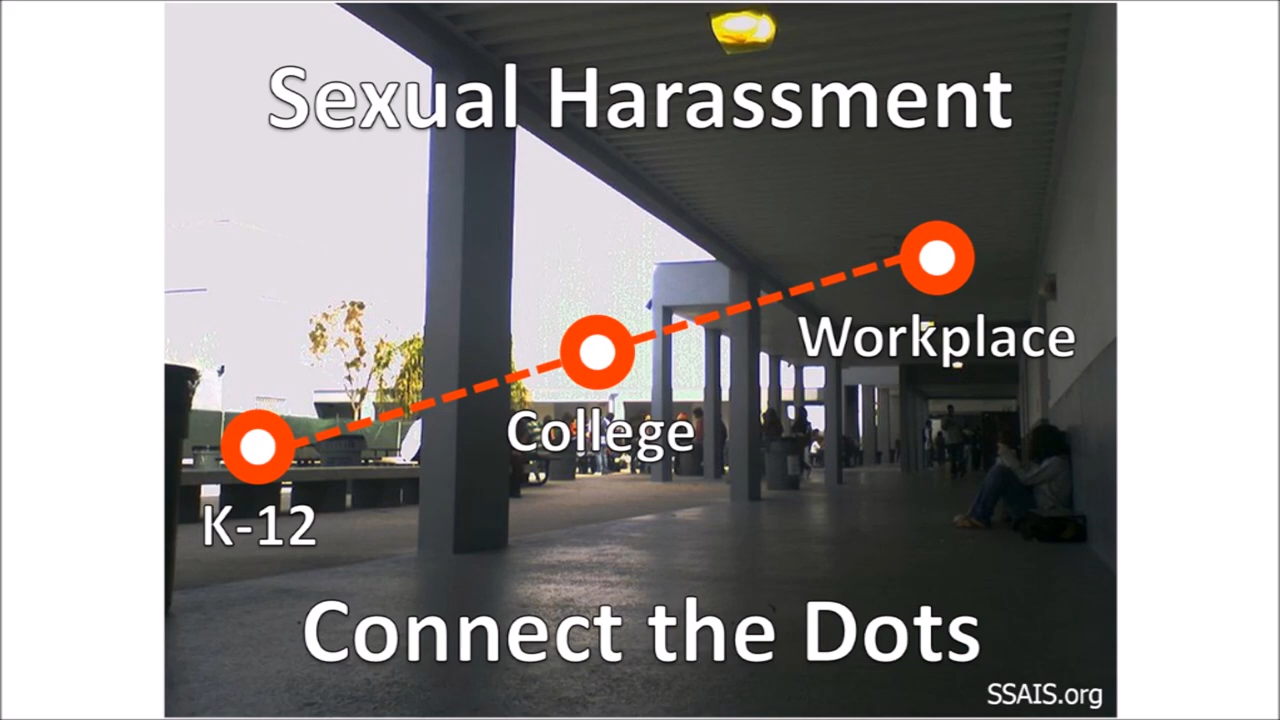 Sexual Harassment
Workplace
College
K-12
Connect the Dots
SSAIS.org